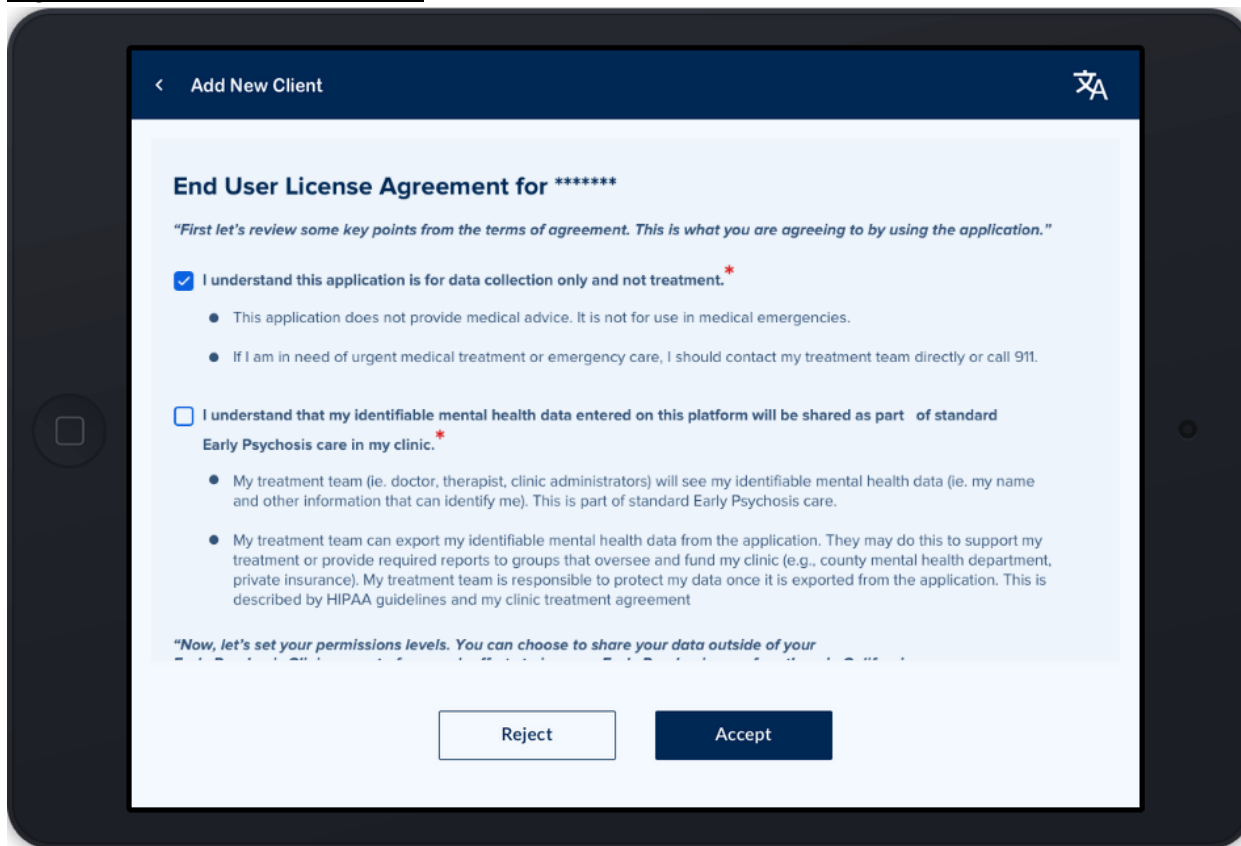 Add New Client
End User License Agreement for *******
“First let’s review some key points from the terms of agreement. This is what you are agreeing to by using the application.”
I understand this application is for data collection only and not treatment.*
This application does not provide medical advice. It is not for use in medical emergencies.
If I am in need of urgent medical treatment or emergency care, I should contact my treatment team directly or call 911.
I understand that my identifiable mental health data entered on this platform will be shared as part of standard
Early Psychosis care in my clinic.*
My treatment team (ie. doctor, therapist, clinic administrators) will see my identifiable mental health data (ie. my name
and other information that can identify me). This is part of standard Early Psychosis care.
My treatment team can export my identifiable mental health data from the application. They may do this to support my
treatment or provide required reports to groups that oversee and fund my clinic (e.g., county mental health department,
private insurance). My treatment team is responsible to protect my data once it is exported from the application. This is
described by HIPAA guidelines and my clinic treatment agreement
“Now, let’s set your permissions levels. You can choose to share your data outside of your
Reject
Accept